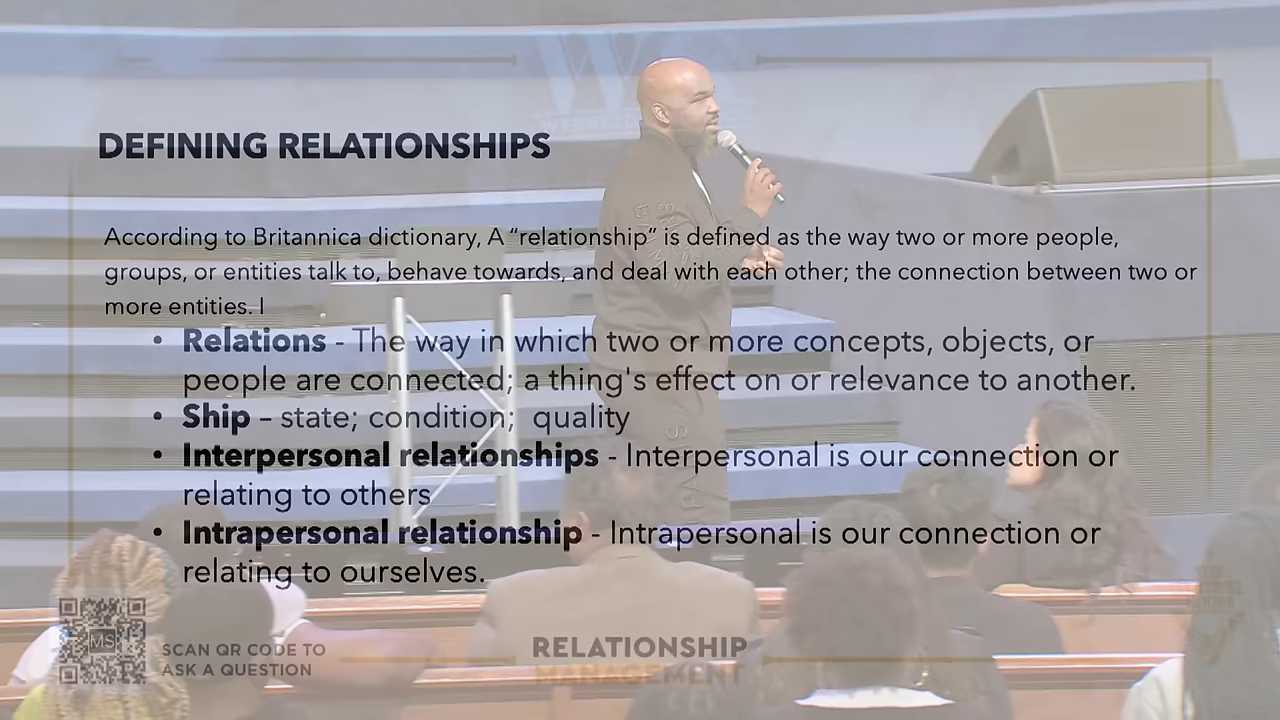 DEFINING RELATIONSHIPS
According to Britannica dictionary, A “relationship” is defined as the way two or more people,
groups, or entities talk to, behave towards, and deal with each other; the connection between two or
more entities. I
• Relations - The way in which two or more concepts, objects, or
people are connected; a thing's effect on or relevance to another.
• Ship – state; condition; quality
• Interpersonal relationships - Interpersonal is our connection or
relating to others
• Intrapersonal relationship - Intrapersonal is our connection or
relating to ourselves.
MS
SCAN QR CODE TO
ASK A QUESTION
RELATIONSHIP
MANAGEMENT